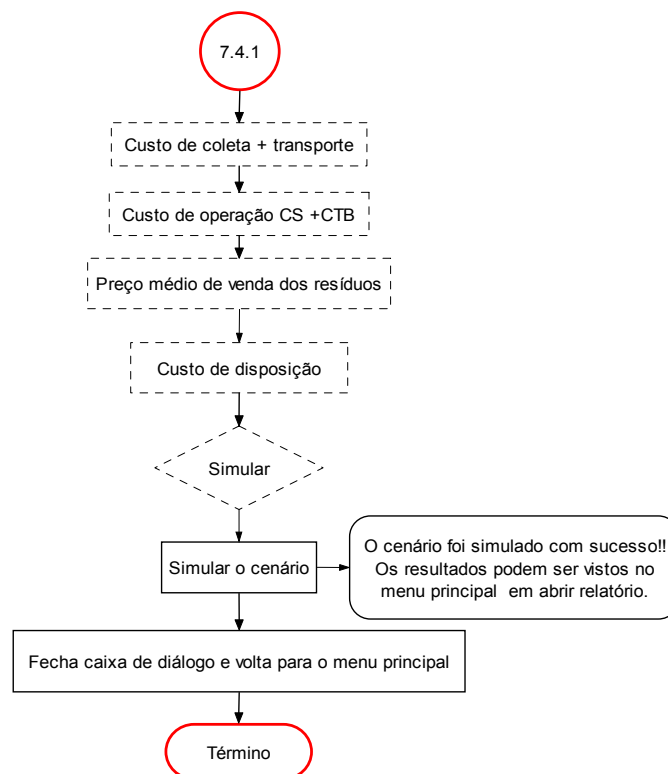 7.4.1
Custo de coleta + transporte
Custo de operação CS +CTB
Preço médio de venda dos resíduos
Custo de disposição
Simular
Simular o cenário
O cenário foi simulado com sucesso!!
Os resultados podem ser vistos no
menu principal em abrir relatório.
Fecha caixa de diálogo e volta para o menu principal
Término